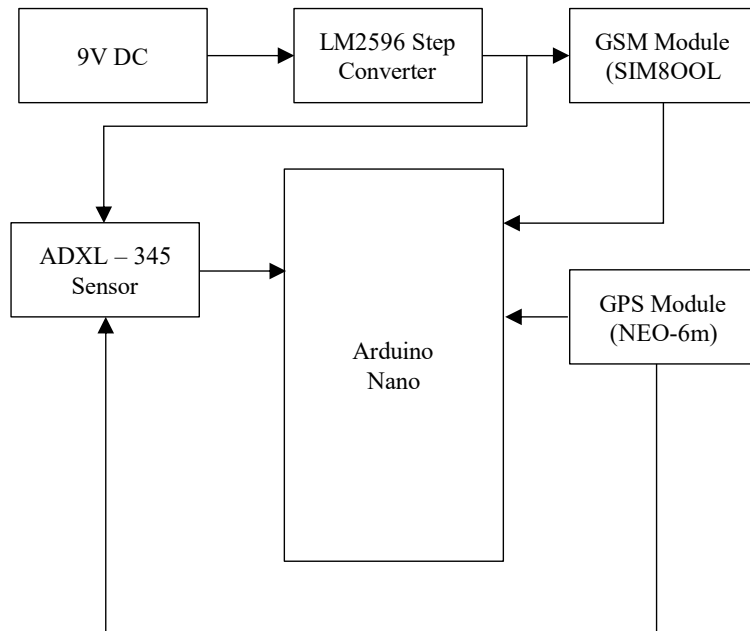 9V DC
LM2596 Step
Converter
GSM Module
(SIM8OOL
ADXL – 345
Sensor
GPS Module
(NEO-6m)
Arduino
Nano